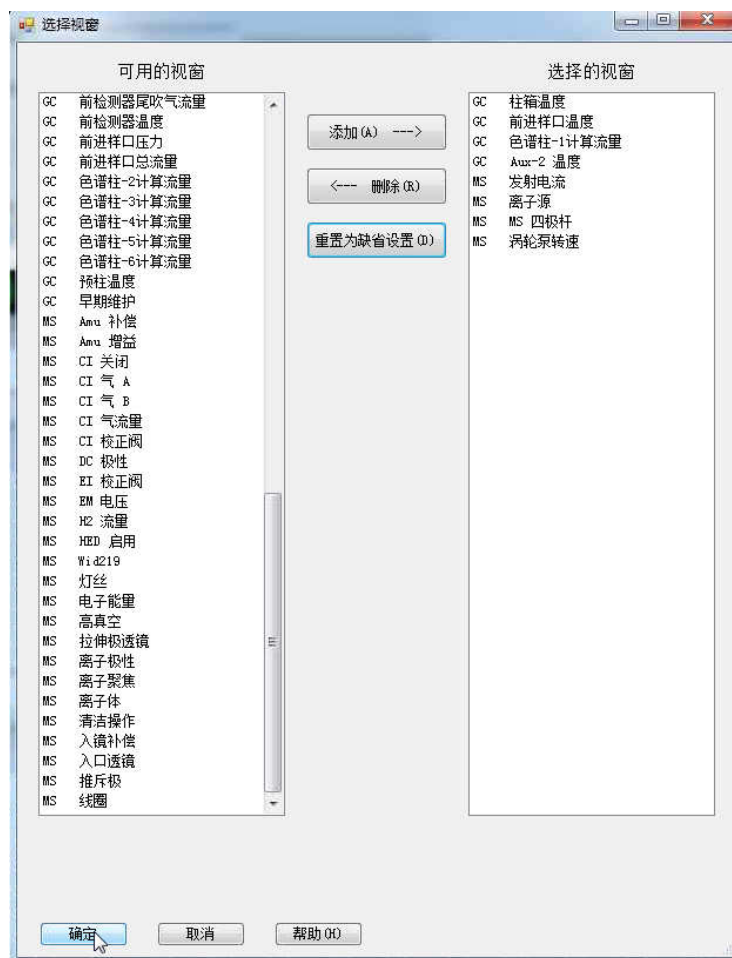 选择视窗
可用的视窗
选择的视窗
GC 前检测器尾吹气流量
GC 前检测器温度
GC 前进样口压力
GC 前进样口总流量
GC 色谱柱-2计算流量
GC 色谱柱-3计算流量
GC 色谱柱-4计算流量
GC 色谱柱-5计算流量
GC 色谱柱-6计算流量
GC 预柱温度
GC 早期维护
MS Amu 补偿
MS Amu 增益
MS CI 关闭
MS CI 气 A
MS CI 气 B
MS CI 气流量
MS CI 校正阀
MS DC 极性
MS EI 校正阀
MS EM 电压
MS H2 流量
MS HED 启用
MS Wid219
MS 灯丝
MS 电子能量
MS 高真空
MS 拉伸极透镜
MS 离子极性
MS 离子聚焦
MS 离子体
MS 清洁操作
MS 入镜补偿
MS 入口透镜
MS 推斥极
MS 线圈
添加(A) --->
<--- 删除(R)
重置为缺省设置(D)
GC 柱箱温度
GC 前进样口温度
GC 色谱柱-1计算流量
GC Aux-2 温度
MS 发射电流
MS 离子源
MS MS 四极杆
MS 涡轮泵转速
确定
取消
帮助(H)